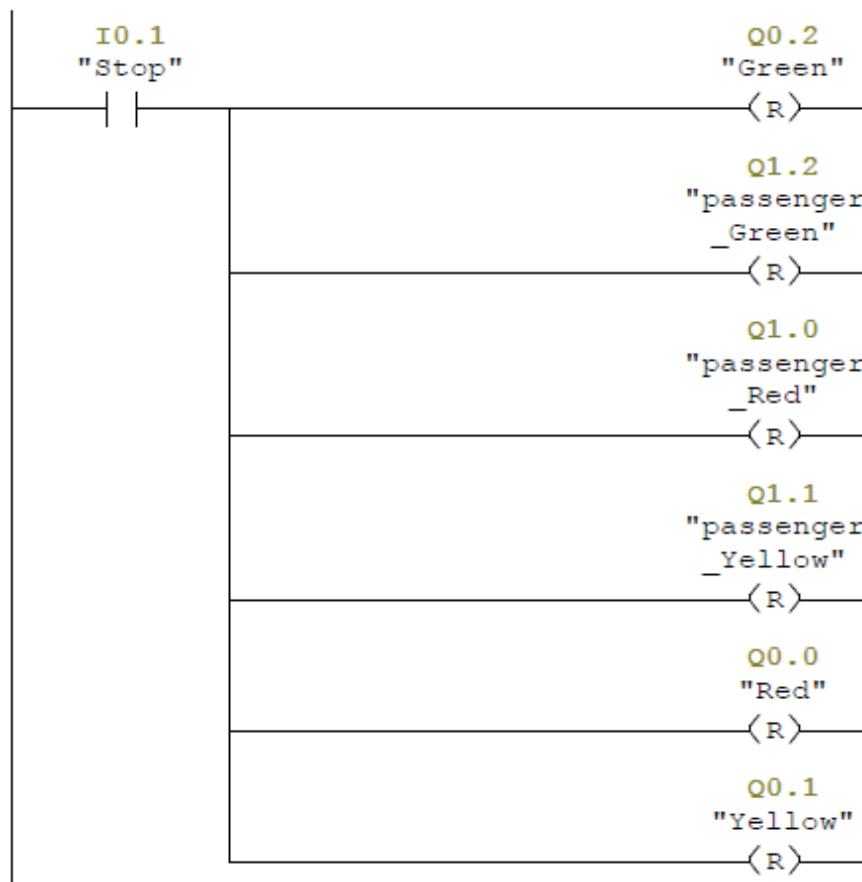 I0.1
"Stop"
Q0.2
"Green"
(R)
Q1.2
"passenger
_Green"
(R)
Q1.0
"passenger
_Red"
(R)
Q1.1
"passenger
_Yellow"
(R)
Q0.0
"Red"
(R)
Q0.1
"Yellow"
(R)